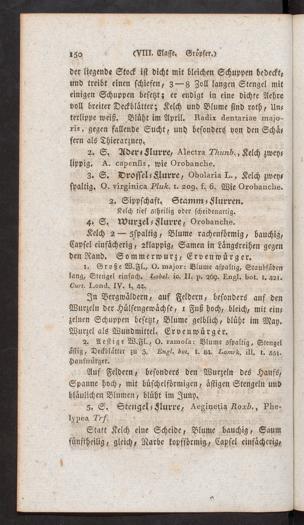 150 (VIII. Klasse. Gröpser.)
der liegende Stock ist dicht mit bleichen Schuppen bedeckt,
und treibt einen schiefen, 3—8 Zoll langen Stengel mit
einigen Schuppen besetzt; er endigt in eine dichte Aehre
voll breiter Deckblätter; Kelch und Blume sind roth, Un-
terlippe weiß. Blüht im April. Radix dentariae majo-
ris, gegen fallende Sucht, und besonders von den Schä-
fern als Thierarzney.
2. S. Ader-Flurre, Alectra Thunb., Kelch zwey-
lippig. A. capensis, wie Orobanche.
3. S. Drossel-Flurre, Obolaria L., Kelch zwey-
spaltig. O. virginica Pluk. t. 209. f. 6. Wie Orobanche.
2. Sippschaft. Stamm-Flurren.
Kelch tief astheilig oder scheidenartig.
4. S. Wurzel-Flurre, Orobanche.
Kelch 2—5spaltig, Blume rachenförmig, bauchig,
Capsel einfächerig, 2klappig, Samen in Längsreihen gegen
den Rand. Sommerwurz; Ervenwürger.
1. Große W.Fl., O. major: Blume 4spaltig, Staubfäden
lang, Stengel einfach. Lobel. ic. II. p. 269. Engl. bot. t. 421.
Curt. Lond. IV. t. 44.
In Bergwäldern, auf Feldern, besonders auf den
Wurzeln der Hülsengewächse, 1 Fuß hoch, bleich, mit ein-
zelnen Schuppen besetzt, Blume gelblich, blüht im May.
Wurzel als Wundmittel. Ervenwürger.
2. Aestige W.Fl., O. ramosa: Blume 5spaltig, Stengel
ästig, Deckblätter zu 3. Engl. bot. t. 84. Lamk. ill. t. 551.
Hanfwürger.
Auf Feldern, besonders den Wurzeln des Hanfs,
Spanne hoch, mit büschelförmigen, ästigen Stengeln und
bläulichen Blumen, blüht im Juny.
5. S. Stengel-Flurre, Aeginetia Roxb., Phe-
lypea Trf.
Statt Kelch eine Scheide, Blume bauchig, Saum
fünftheilig, gleich, Narbe kopfförmig, Capsel einfächerig,